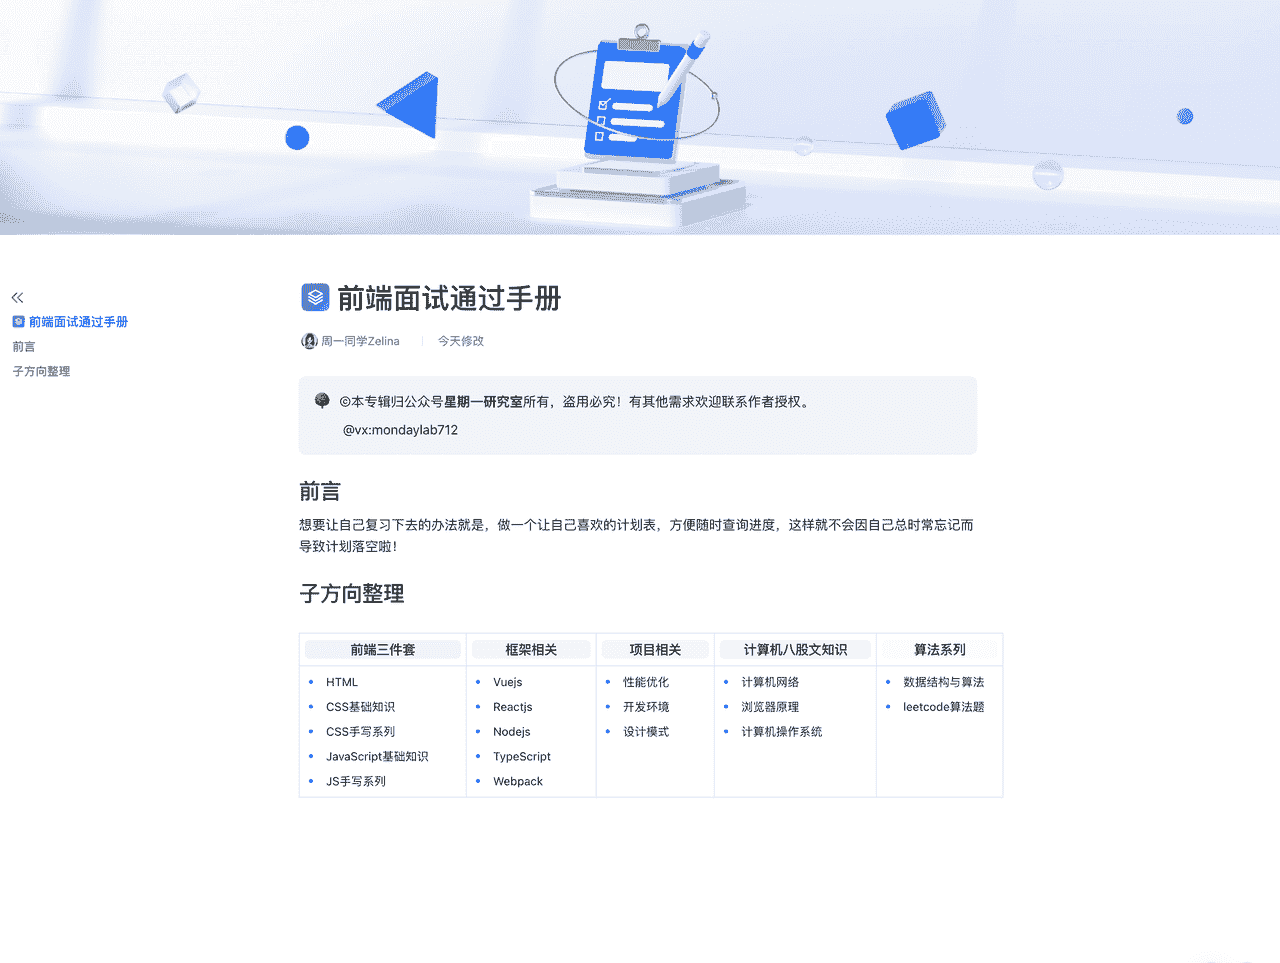 前端面试通过手册
前言
子方向整理
前端面试通过手册
周一同学Zelina
今天修改
©本专辑归公众号星期一研究室所有，盗用必究！有其他需求欢迎联系作者授权。
@vx:mondaylab712
前言
想要让自己复习下去的办法就是，做一个让自己喜欢的计划表，方便随时查询进度，这样就不会因自己总时常忘记而
导致计划落空啦！
子方向整理
前端三件套
HTML
CSS基础知识
CSS手写系列
JavaScript基础知识
JS手写系列
框架相关
Vuejs
Reactjs
Nodejs
TypeScript
Webpack
项目相关
性能优化
开发环境
设计模式
计算机八股文知识
计算机网络
浏览器原理
计算机操作系统
算法系列
数据结构与算法
leetcode算法题